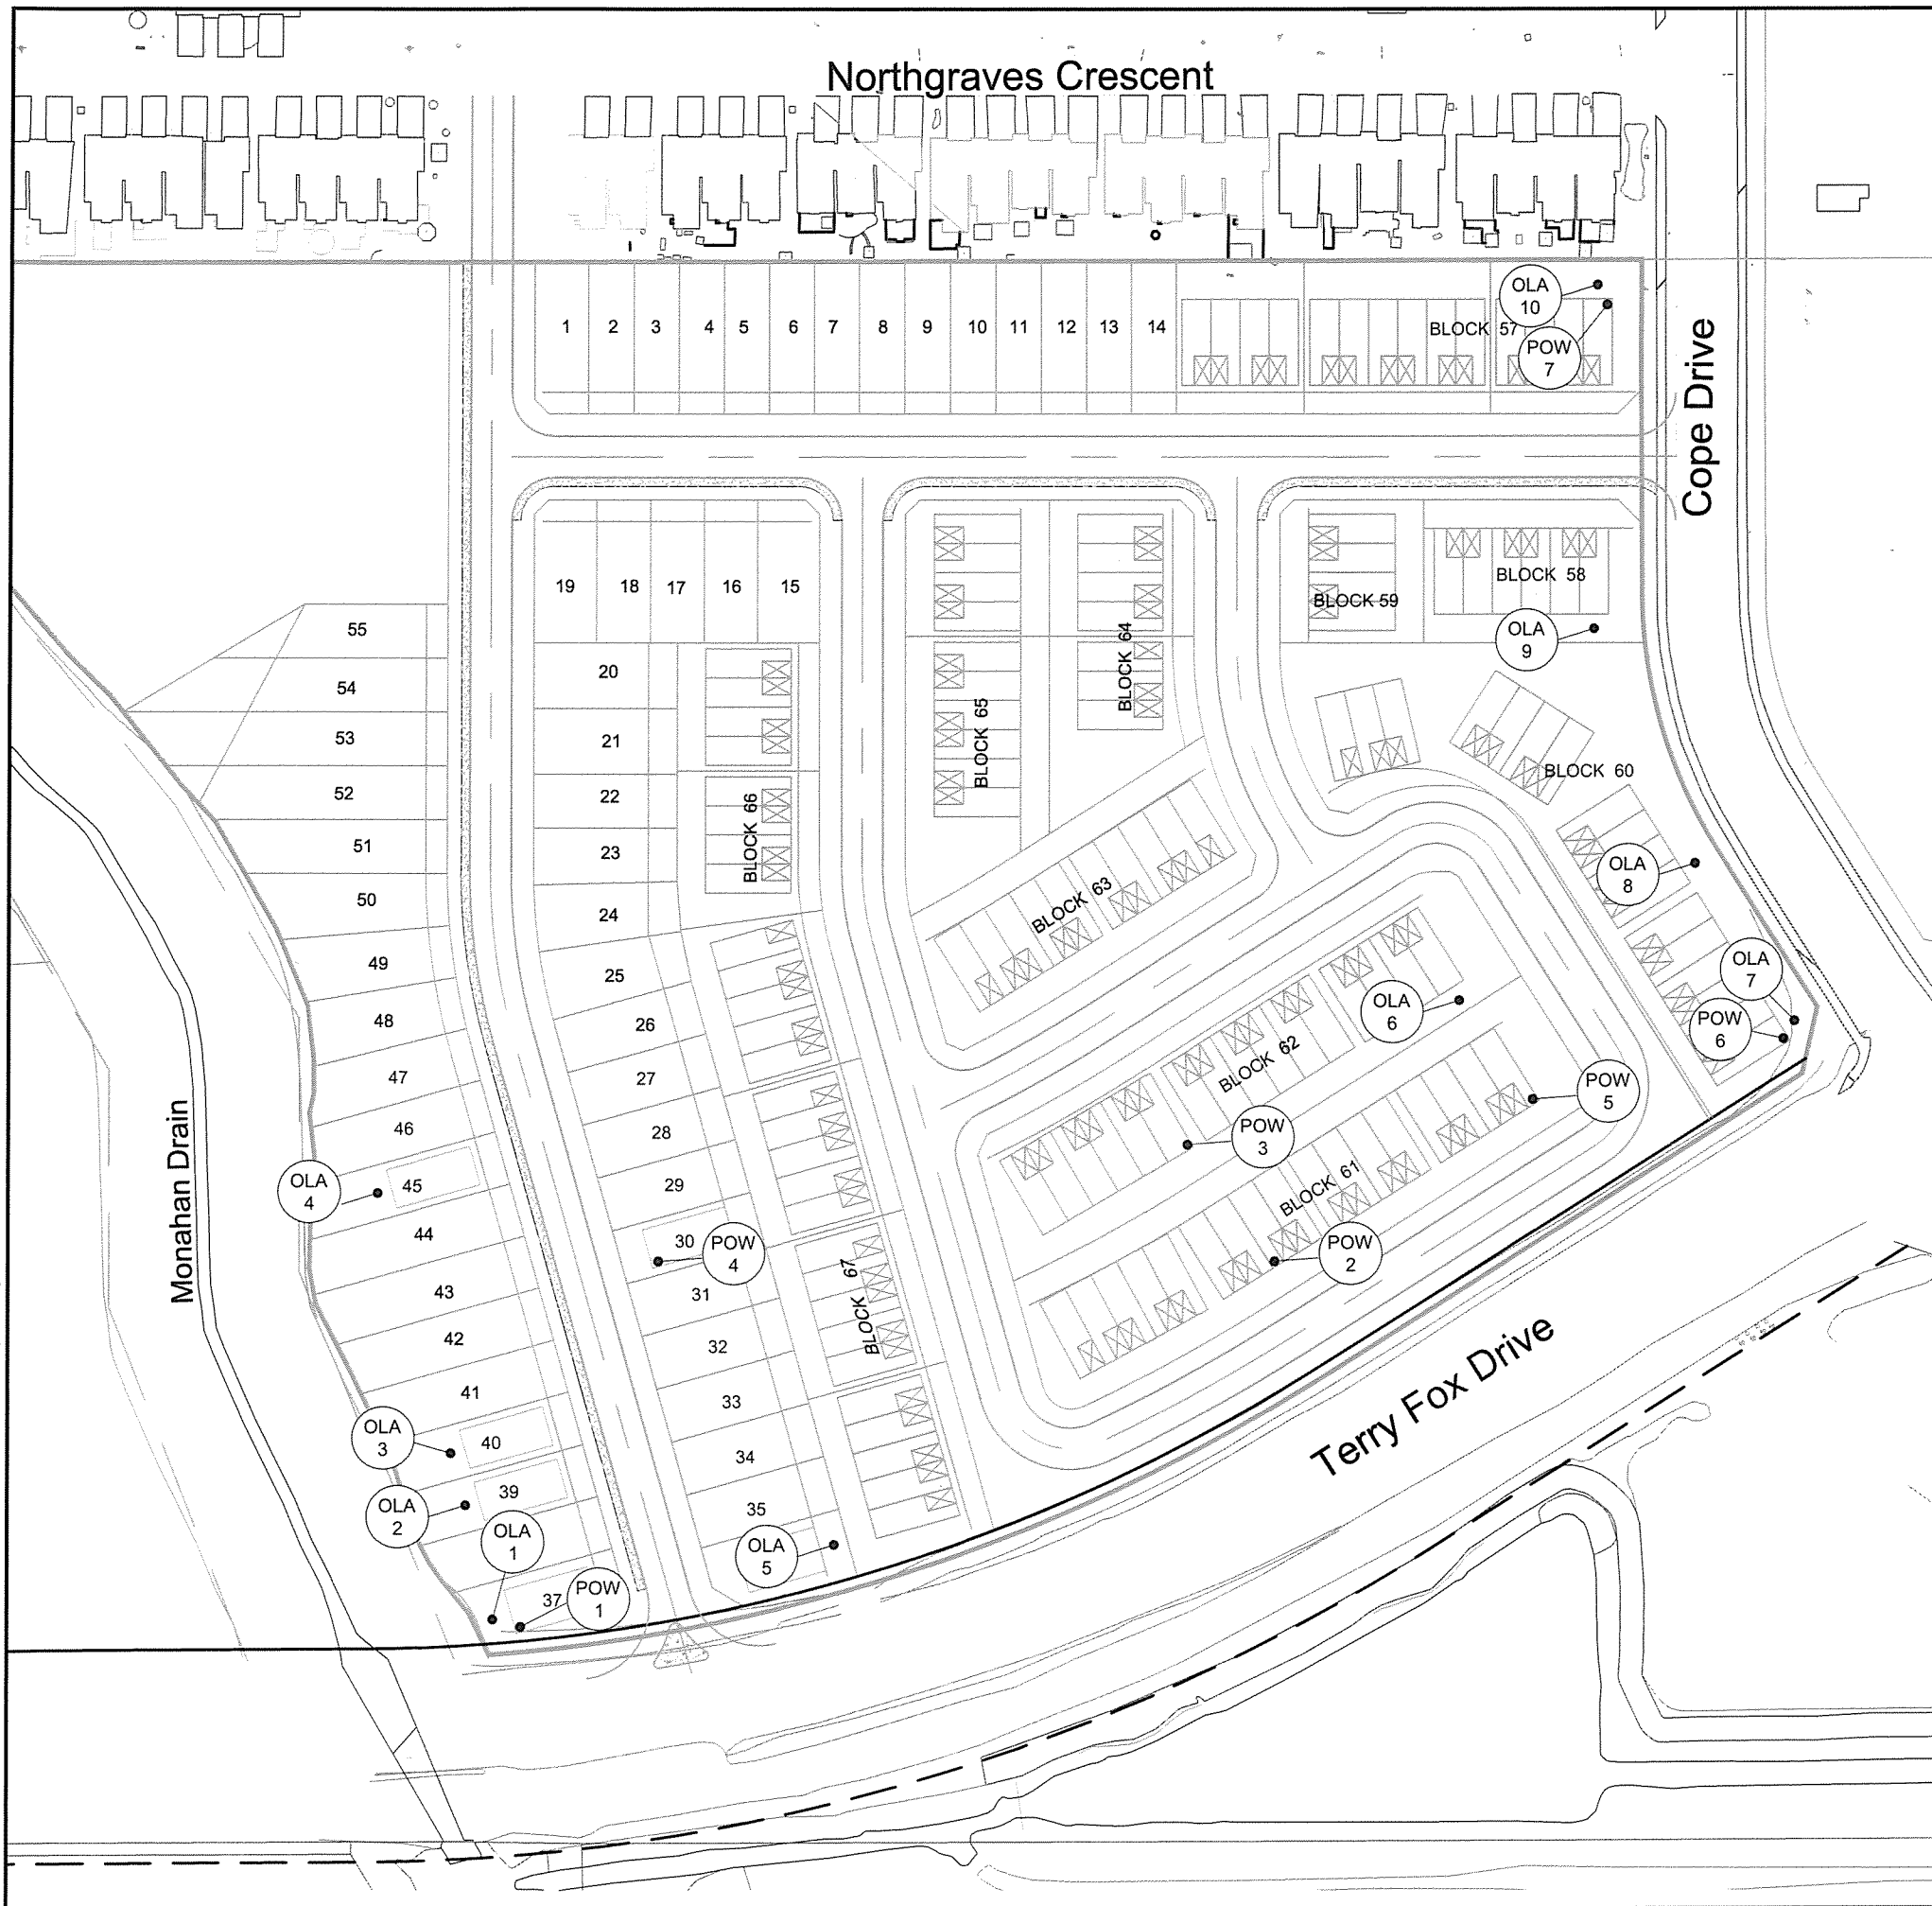 Northgraves Crescent
OLA
10
1 2 3 4 5 6 7 8 9 10 11 12 13 14
BLOCK 57
POW
7
Cope Drive
19 18 17 16 15
BLOCK 58
BLOCK 59
OLA
9
55
54
53
52
51
50
49
48
47
46
45
44
43
42
41
40
39
37
20
21
22
23
24
25
26
27
28
29
30
31
32
33
34
35
BLOCK 66
BLOCK 65
BLOCK 64
BLOCK 63
BLOCK 60
OLA
8
OLA
7
POW
6
OLA
6
BLOCK 62
POW
5
POW
3
BLOCK 61
POW
2
BLOCK 67
POW
4
Monahan Drain
OLA
4
OLA
3
OLA
2
OLA
1
POW
1
OLA
5
Terry Fox Drive